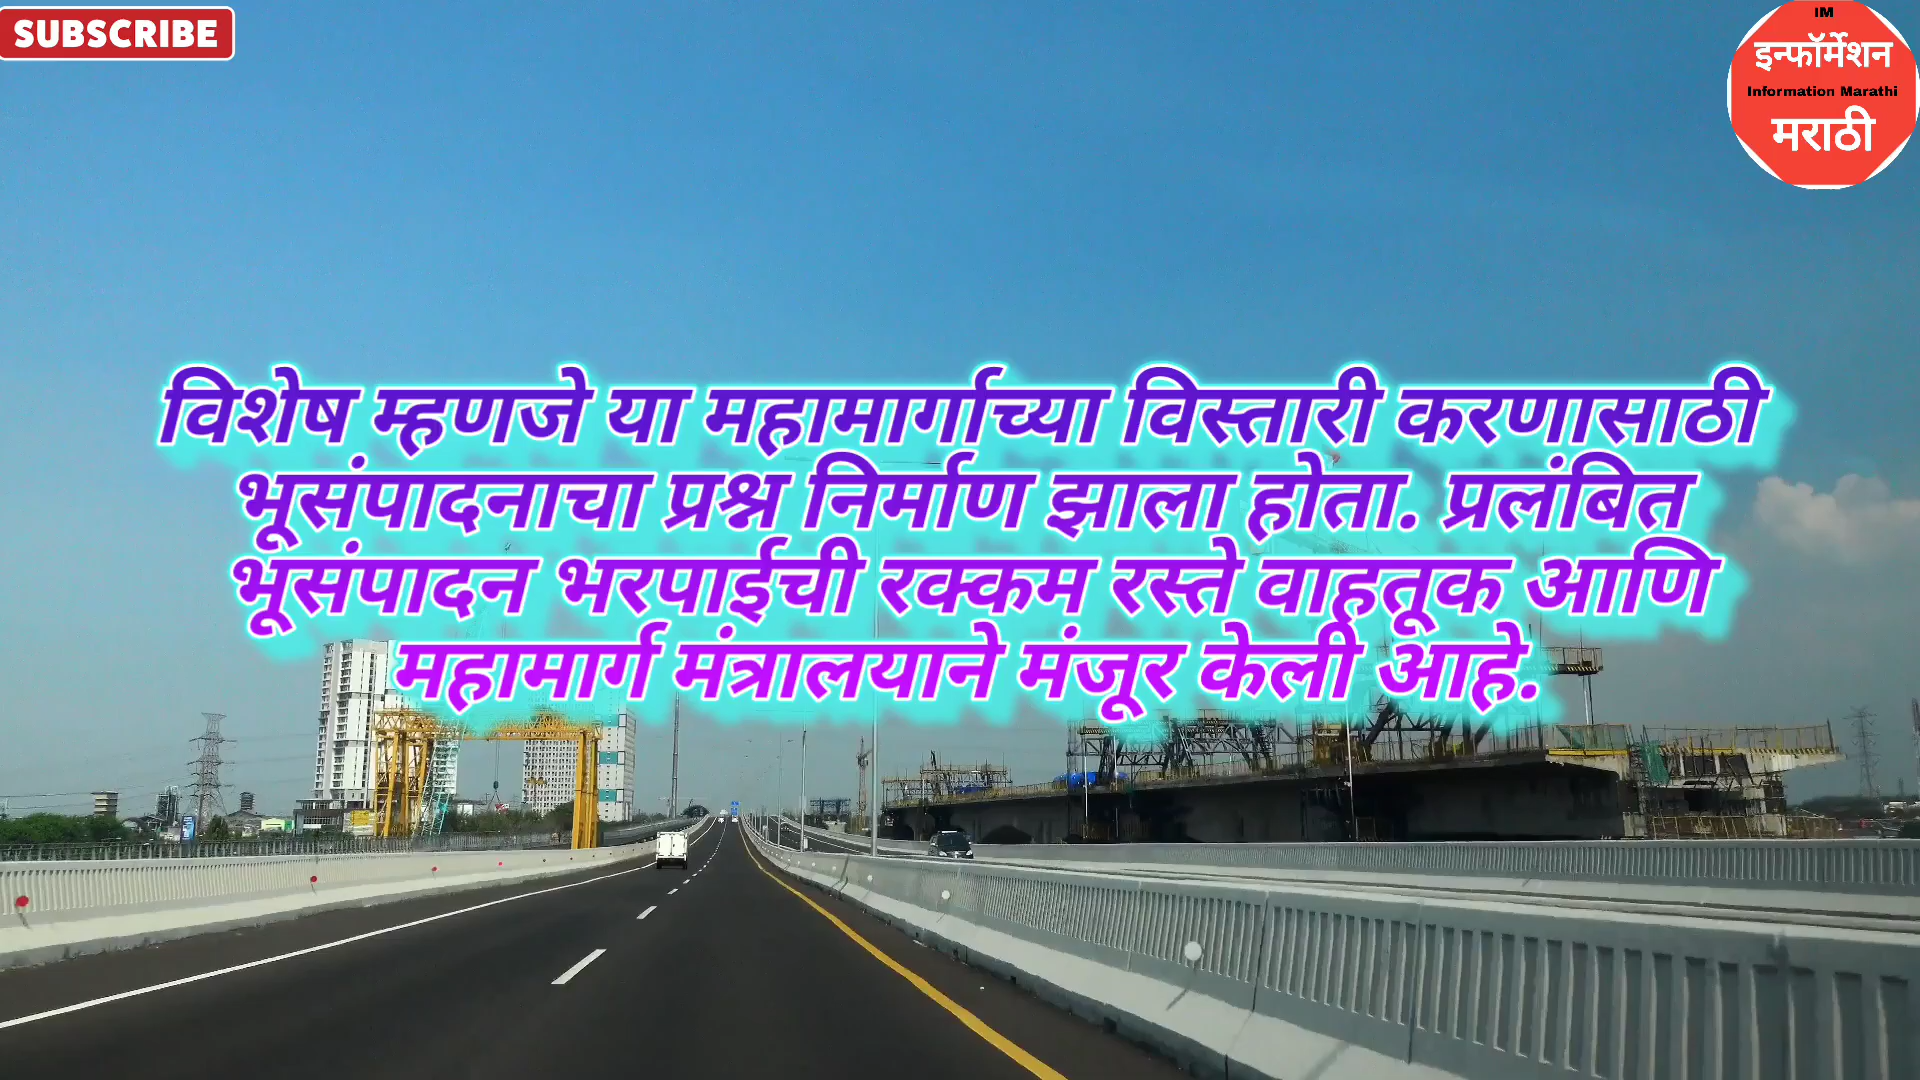 SUBSCRIBE
IM
इन्फॉर्मेशन
Information Marathi
मराठी
विशेष म्हणजे या महामार्गाच्या विस्तारी करणासाठी
भूसंपादनाचा प्रश्न निर्माण झाला होता. प्रलंबित
भूसंपादन भरपाईची रक्कम रस्ते वाहतूक आणि
महामार्ग मंत्रालयाने मंजूर केली आहे.